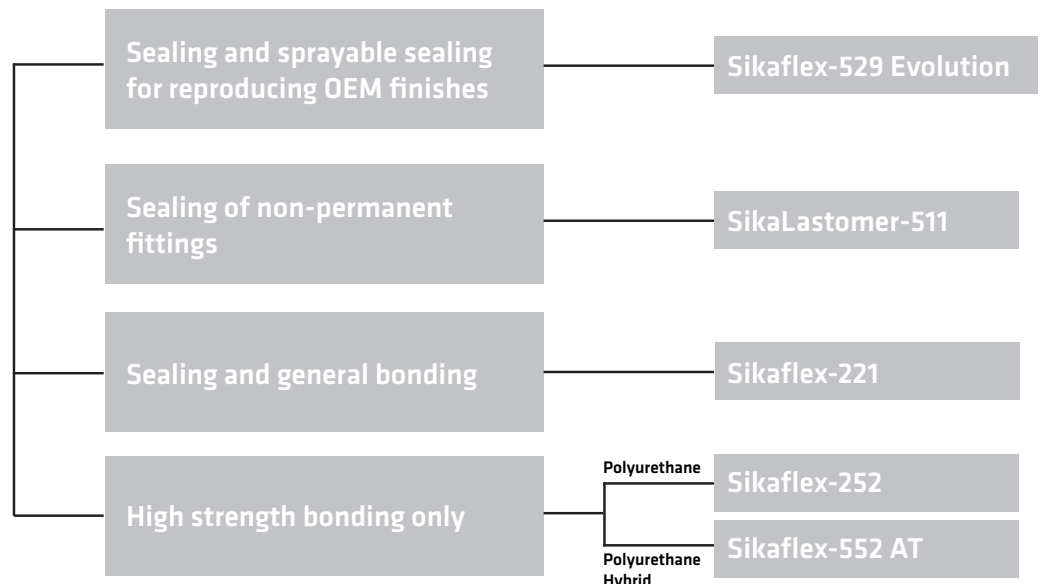 Sealing and sprayable sealing
for reproducing OEM finishes
Sikaflex-529 Evolution
Sealing of non-permanent
fittings
SikaLastomer-511
Sealing and general bonding
Sikaflex-221
High strength bonding only
Polyurethane
Sikaflex-252
Polyurethane
Hybrid
Sikaflex-552 AT